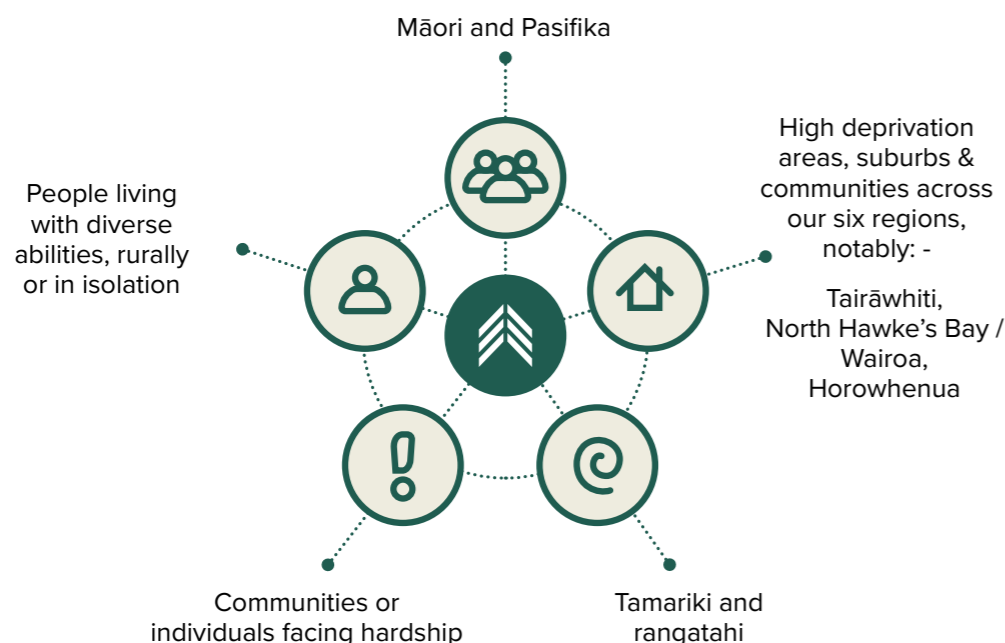 Māori and Pasifika
High deprivation
areas, suburbs &
communities across
our six regions,
notably: -
Tairāwhiti,
North Hawke’s Bay /
Wairoa,
Horowhenua
People living
with diverse
abilities, rurally
or in isolation
Communities or
individuals facing hardship
Tamariki and
rangatahi